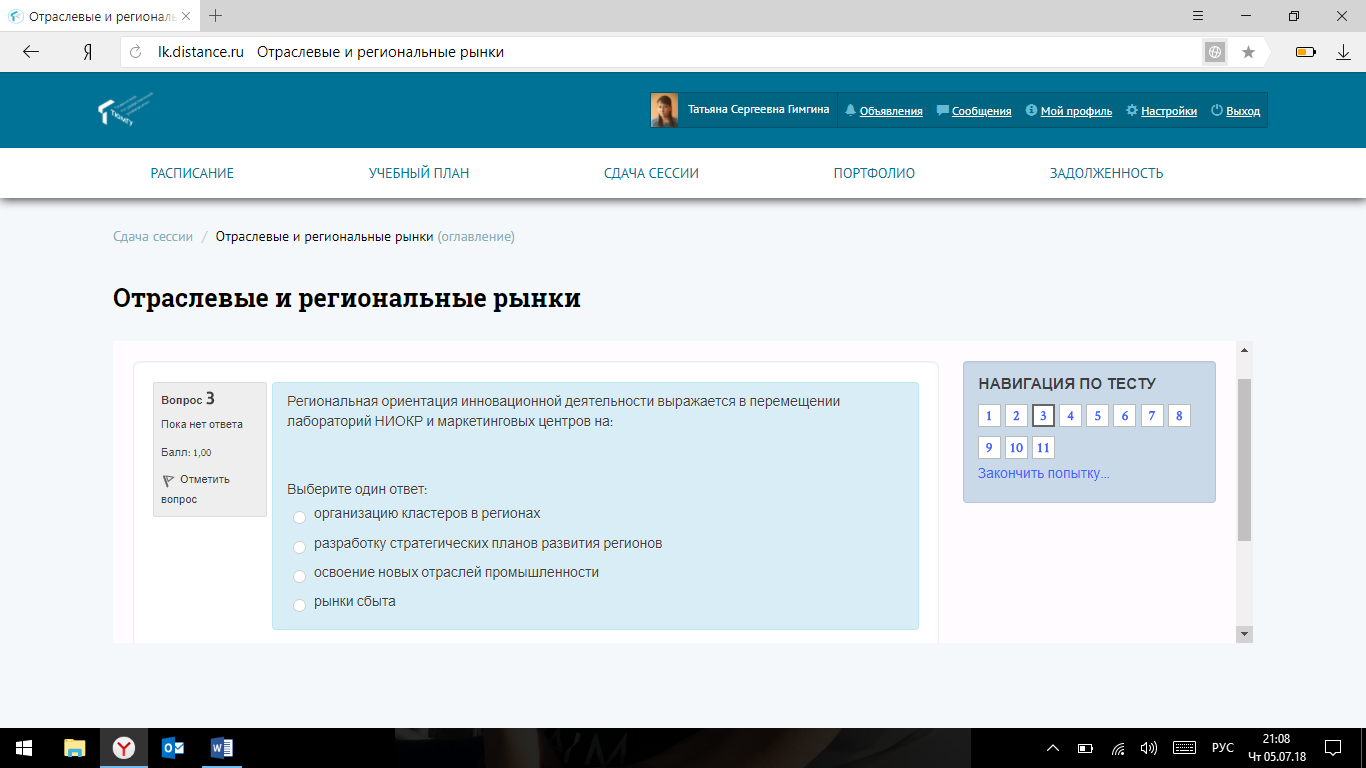 Отраслевые и региональ
lk.distance.ru Отраслевые и региональные рынки
Татьяна Сергеевна Гимгина Объявления Сообщения Мой профиль Настройки Выход
РАСПИСАНИЕ УЧЕБНЫЙ ПЛАН СДАЧА СЕССИИ ПОРТФОЛИО ЗАДОЛЖЕННОСТЬ
Сдача сессии / Отраслевые и региональные рынки (оглавление)
Отраслевые и региональные рынки
Вопрос 3
Пока нет ответа
Балл: 1,00
Отметить
вопрос
Региональная ориентация инновационной деятельности выражается в перемещении
лабораторий НИОКР и маркетинговых центров на:
Выберите один ответ:
организацию кластеров в регионах
разработку стратегических планов развития регионов
освоение новых отраслей промышленности
рынки сбыта
НАВИГАЦИЯ ПО ТЕСТУ
1 2 3 4 5 6 7 8
9 10 11
Закончить попытку...
РУС
21:08
Чт 05.07.18